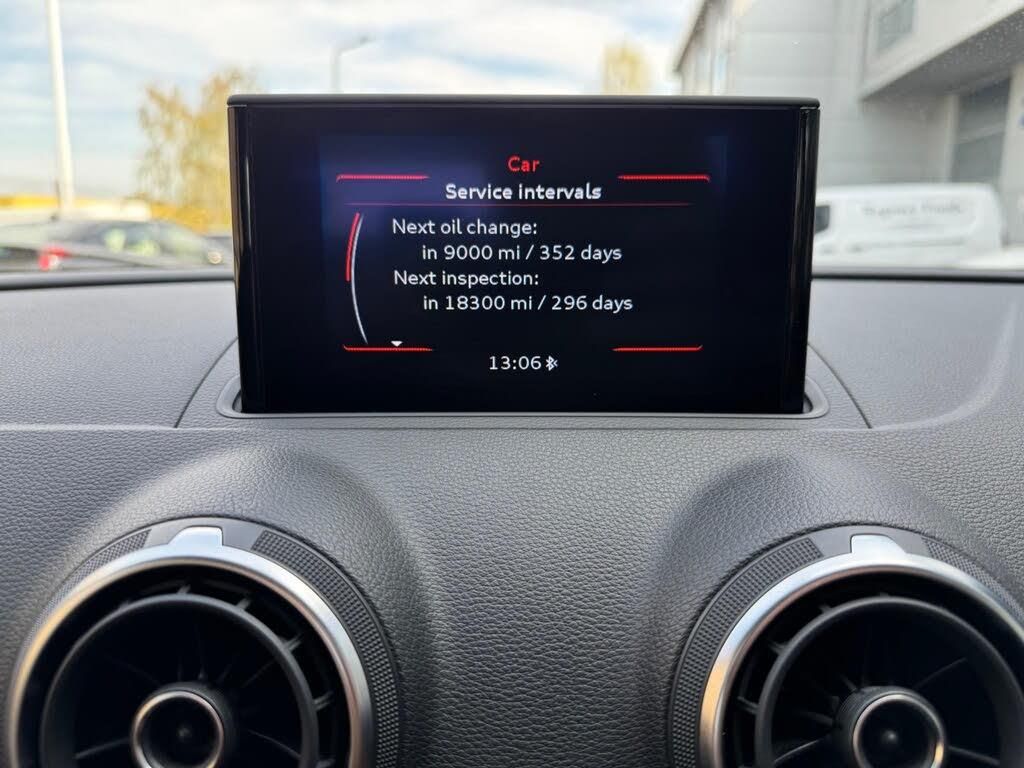 Car
Service intervals
Next oil change:
in 9000 mi / 352 days
Next inspection:
in 18300 mi / 296 days
13:06